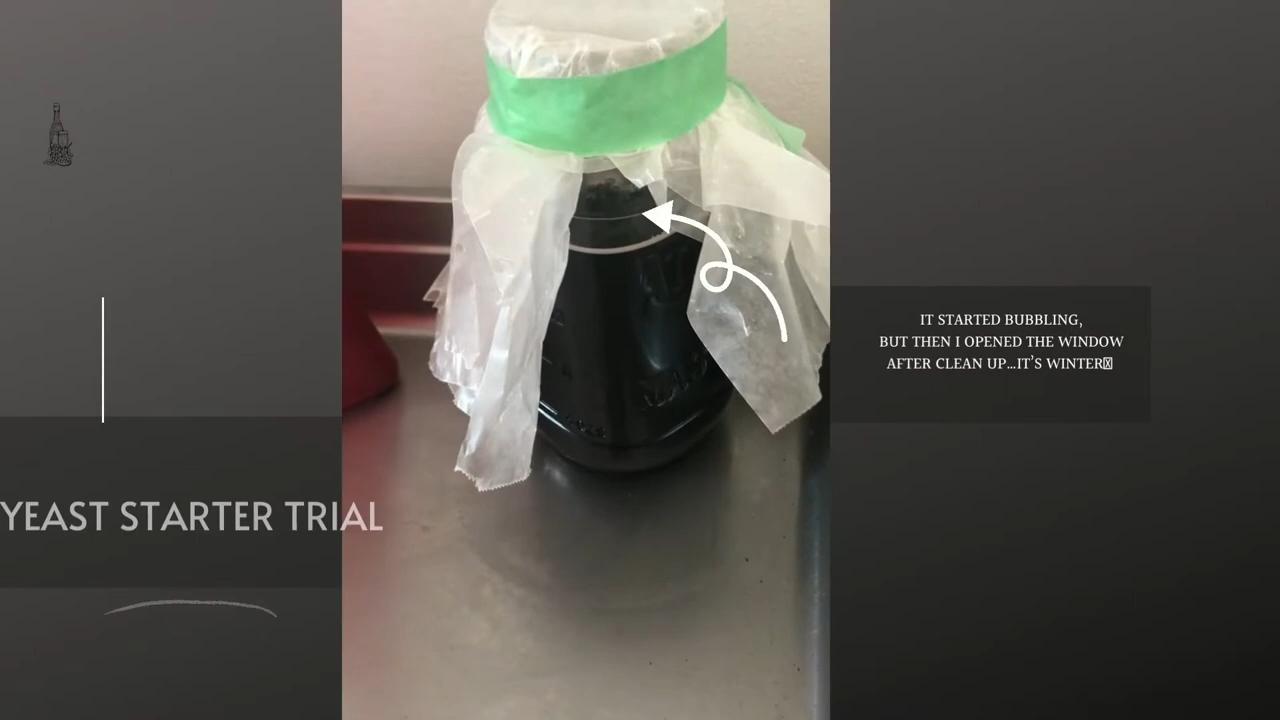 YEAST STARTER TRIAL
IT STARTED BUBBLING,
BUT THEN I OPENED THE WINDOW
AFTER CLEAN UP...IT'S WINTER